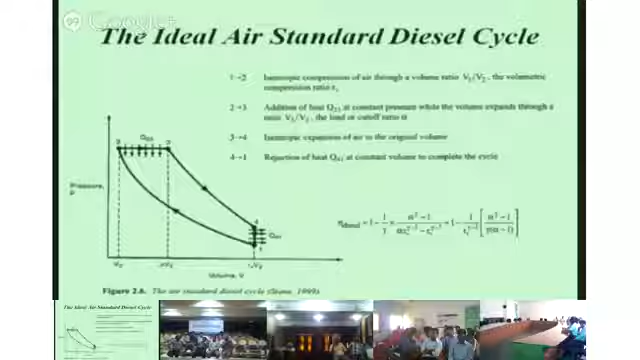 Google+
The Ideal Air Standard Diesel Cycle
1→2 Isentropic compression of air through a volume ratio V₁/V₂, the volumetric
compression ratio rᵥ
2→3 Addition of heat Q₂₃ at constant pressure while the volume expands through a
ratio V₃/V₂, the load or cutoff ratio α
3→4 Isentropic expansion of air to the original volume
4→1 Rejection of heat Q₄₁ at constant volume to complete the cycle
Q₂₃
Pressure,
P
Q₄₁
Volume, V
Figure 2.6. The air standard diesel cycle (Stone, 1999)
The Ideal Air Standard Diesel Cycle